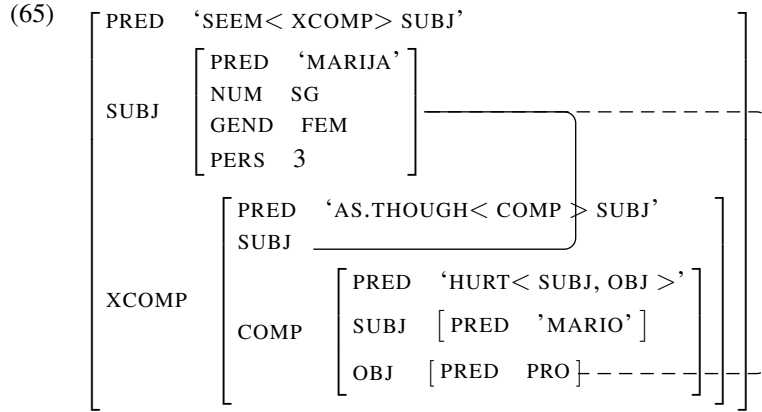 (65)
PRED ‘SEEM< XCOMP> SUBJ’
PRED ‘MARIJA’
NUM SG
SUBJ
GEND FEM
PERS 3
PRED ‘AS.THOUGH< COMP > SUBJ’
SUBJ
PRED ‘HURT< SUBJ, OBJ >’
XCOMP
COMP SUBJ [PRED ’MARIO’]
OBJ [PRED PRO]